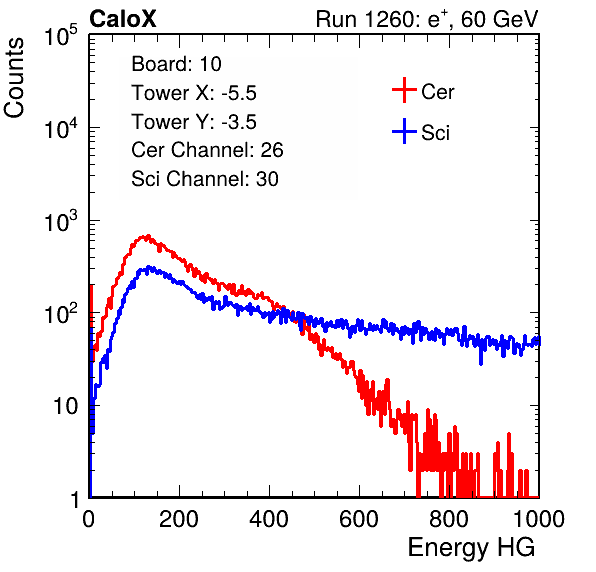 CaloX Run 1260: e⁺, 60 GeV
Counts
Board: 10
Tower X: -5.5
Tower Y: -3.5
Cer Channel: 26
Sci Channel: 30
Cer
Sci
10⁵
10⁴
10³
10²
10
1
0 200 400 600 800 1000
Energy HG